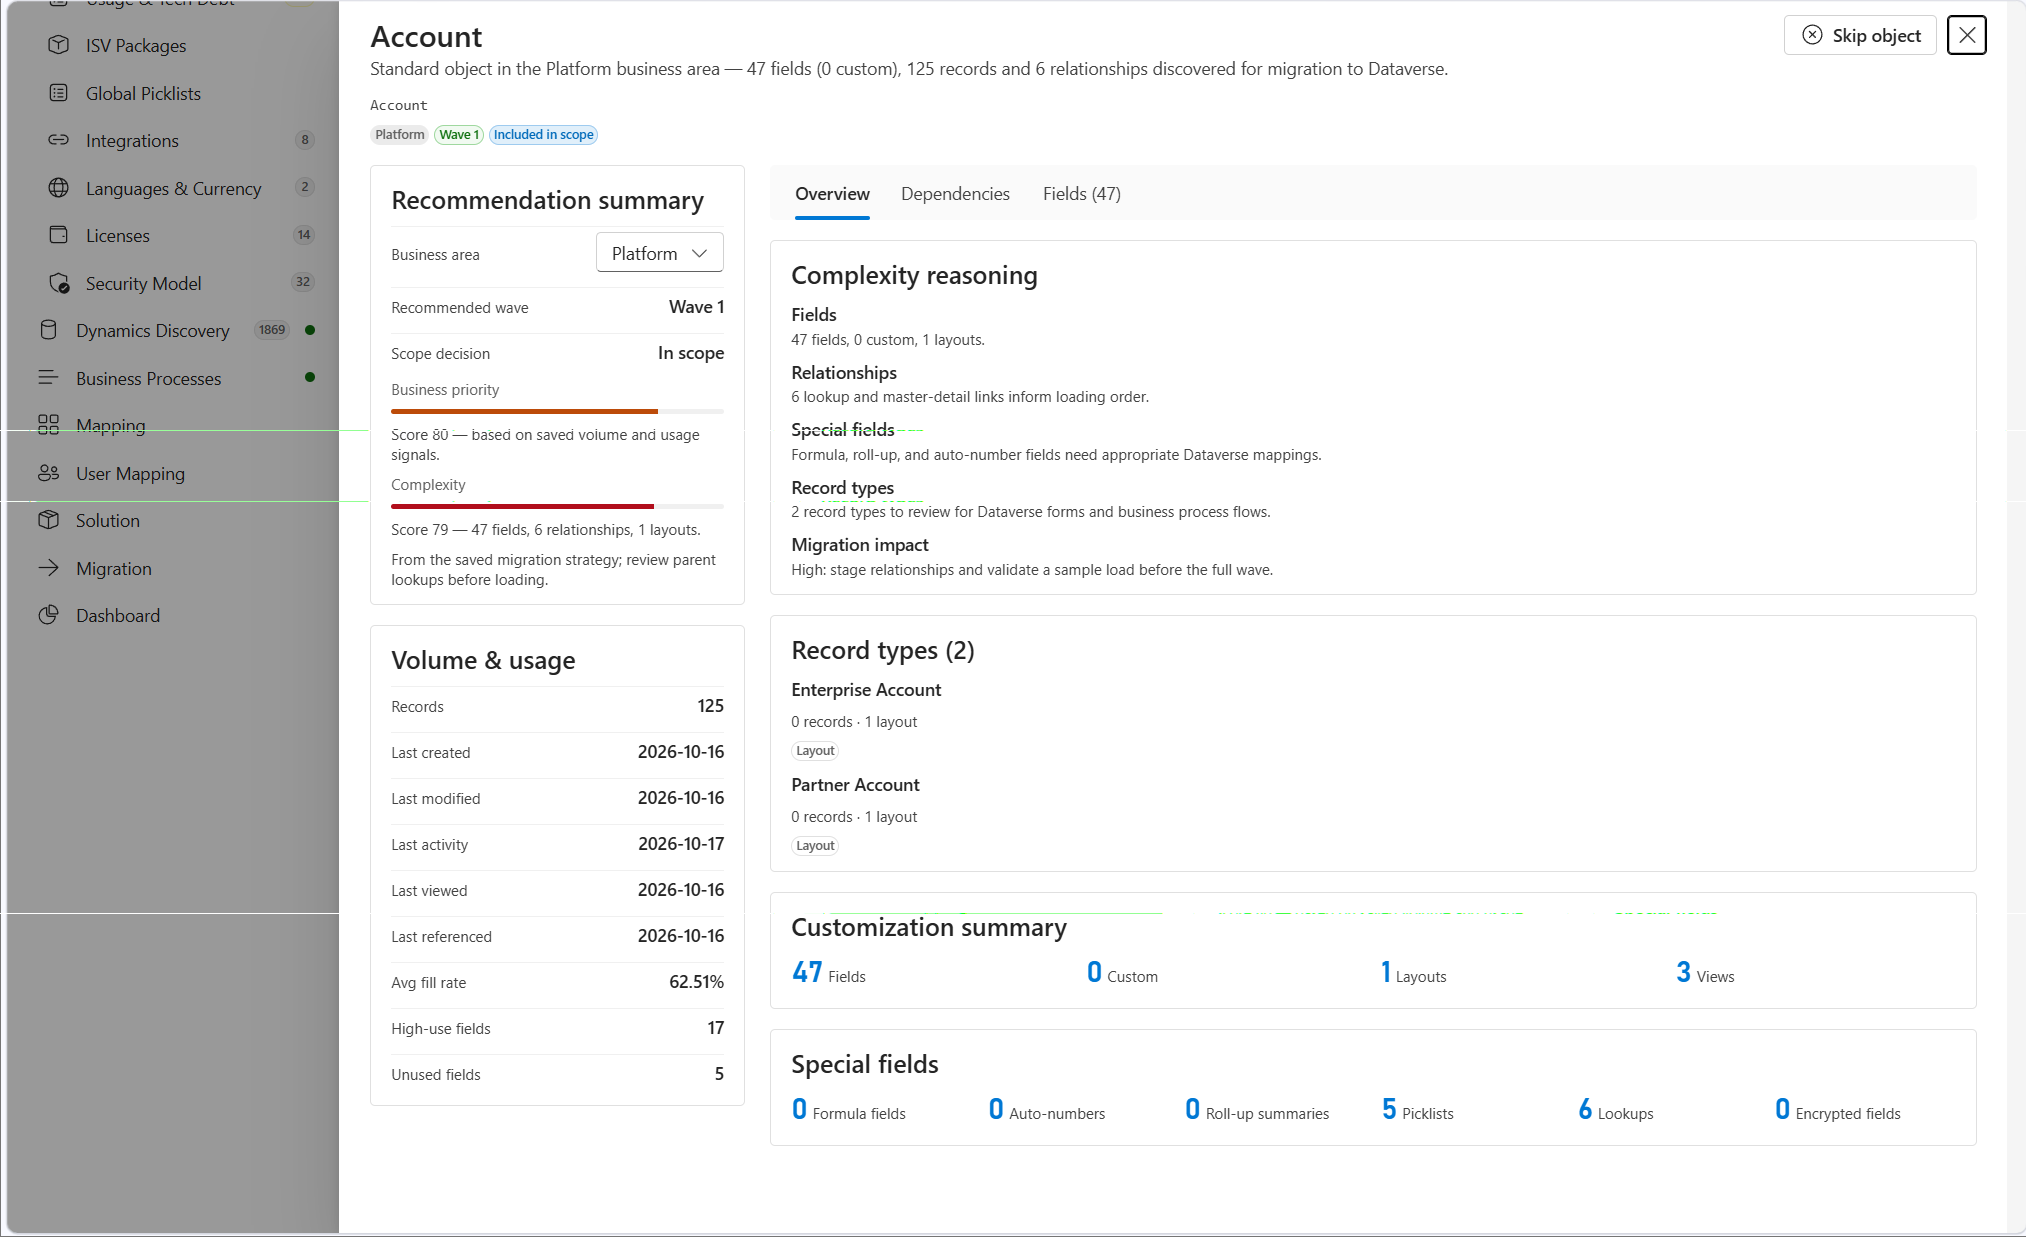 Usage & Tech Debt
ISV Packages
Global Picklists
Integrations 8
Languages & Currency 2
Licenses 14
Security Model 32
Dynamics Discovery 1869
Business Processes
Mapping
User Mapping
Solution
Migration
Dashboard
Account
Skip object
Standard object in the Platform business area — 47 fields (0 custom), 125 records and 6 relationships discovered for migration to Dataverse.
Account
Platform Wave 1 Included in scope
Recommendation summary
Business area Platform
Recommended wave Wave 1
Scope decision In scope
Business priority
Score 80 — based on saved volume and usage
signals.
Complexity
Score 79 — 47 fields, 6 relationships, 1 layouts.
From the saved migration strategy; review parent
lookups before loading.
Volume & usage
Records 125
Last created 2026-10-16
Last modified 2026-10-16
Last activity 2026-10-17
Last viewed 2026-10-16
Last referenced 2026-10-16
Avg fill rate 62.51%
High-use fields 17
Unused fields 5
Overview Dependencies Fields (47)
Complexity reasoning
Fields
47 fields, 0 custom, 1 layouts.
Relationships
6 lookup and master-detail links inform loading order.
Special fields
Formula, roll-up, and auto-number fields need appropriate Dataverse mappings.
Record types
2 record types to review for Dataverse forms and business process flows.
Migration impact
High: stage relationships and validate a sample load before the full wave.
Record types (2)
Enterprise Account
0 records · 1 layout
Layout
Partner Account
0 records · 1 layout
Layout
Customization summary
47 Fields 0 Custom 1 Layouts 3 Views
Special fields
0 Formula fields 0 Auto-numbers 0 Roll-up summaries 5 Picklists 6 Lookups 0 Encrypted fields